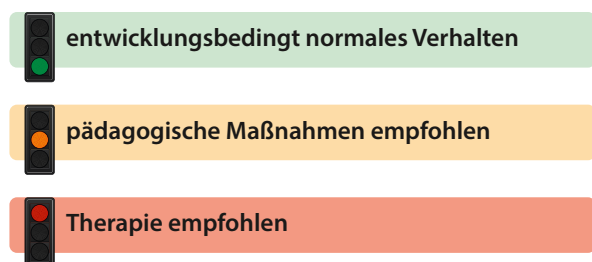 entwicklungsbedingt normales Verhalten
pädagogische Maßnahmen empfohlen
Therapie empfohlen